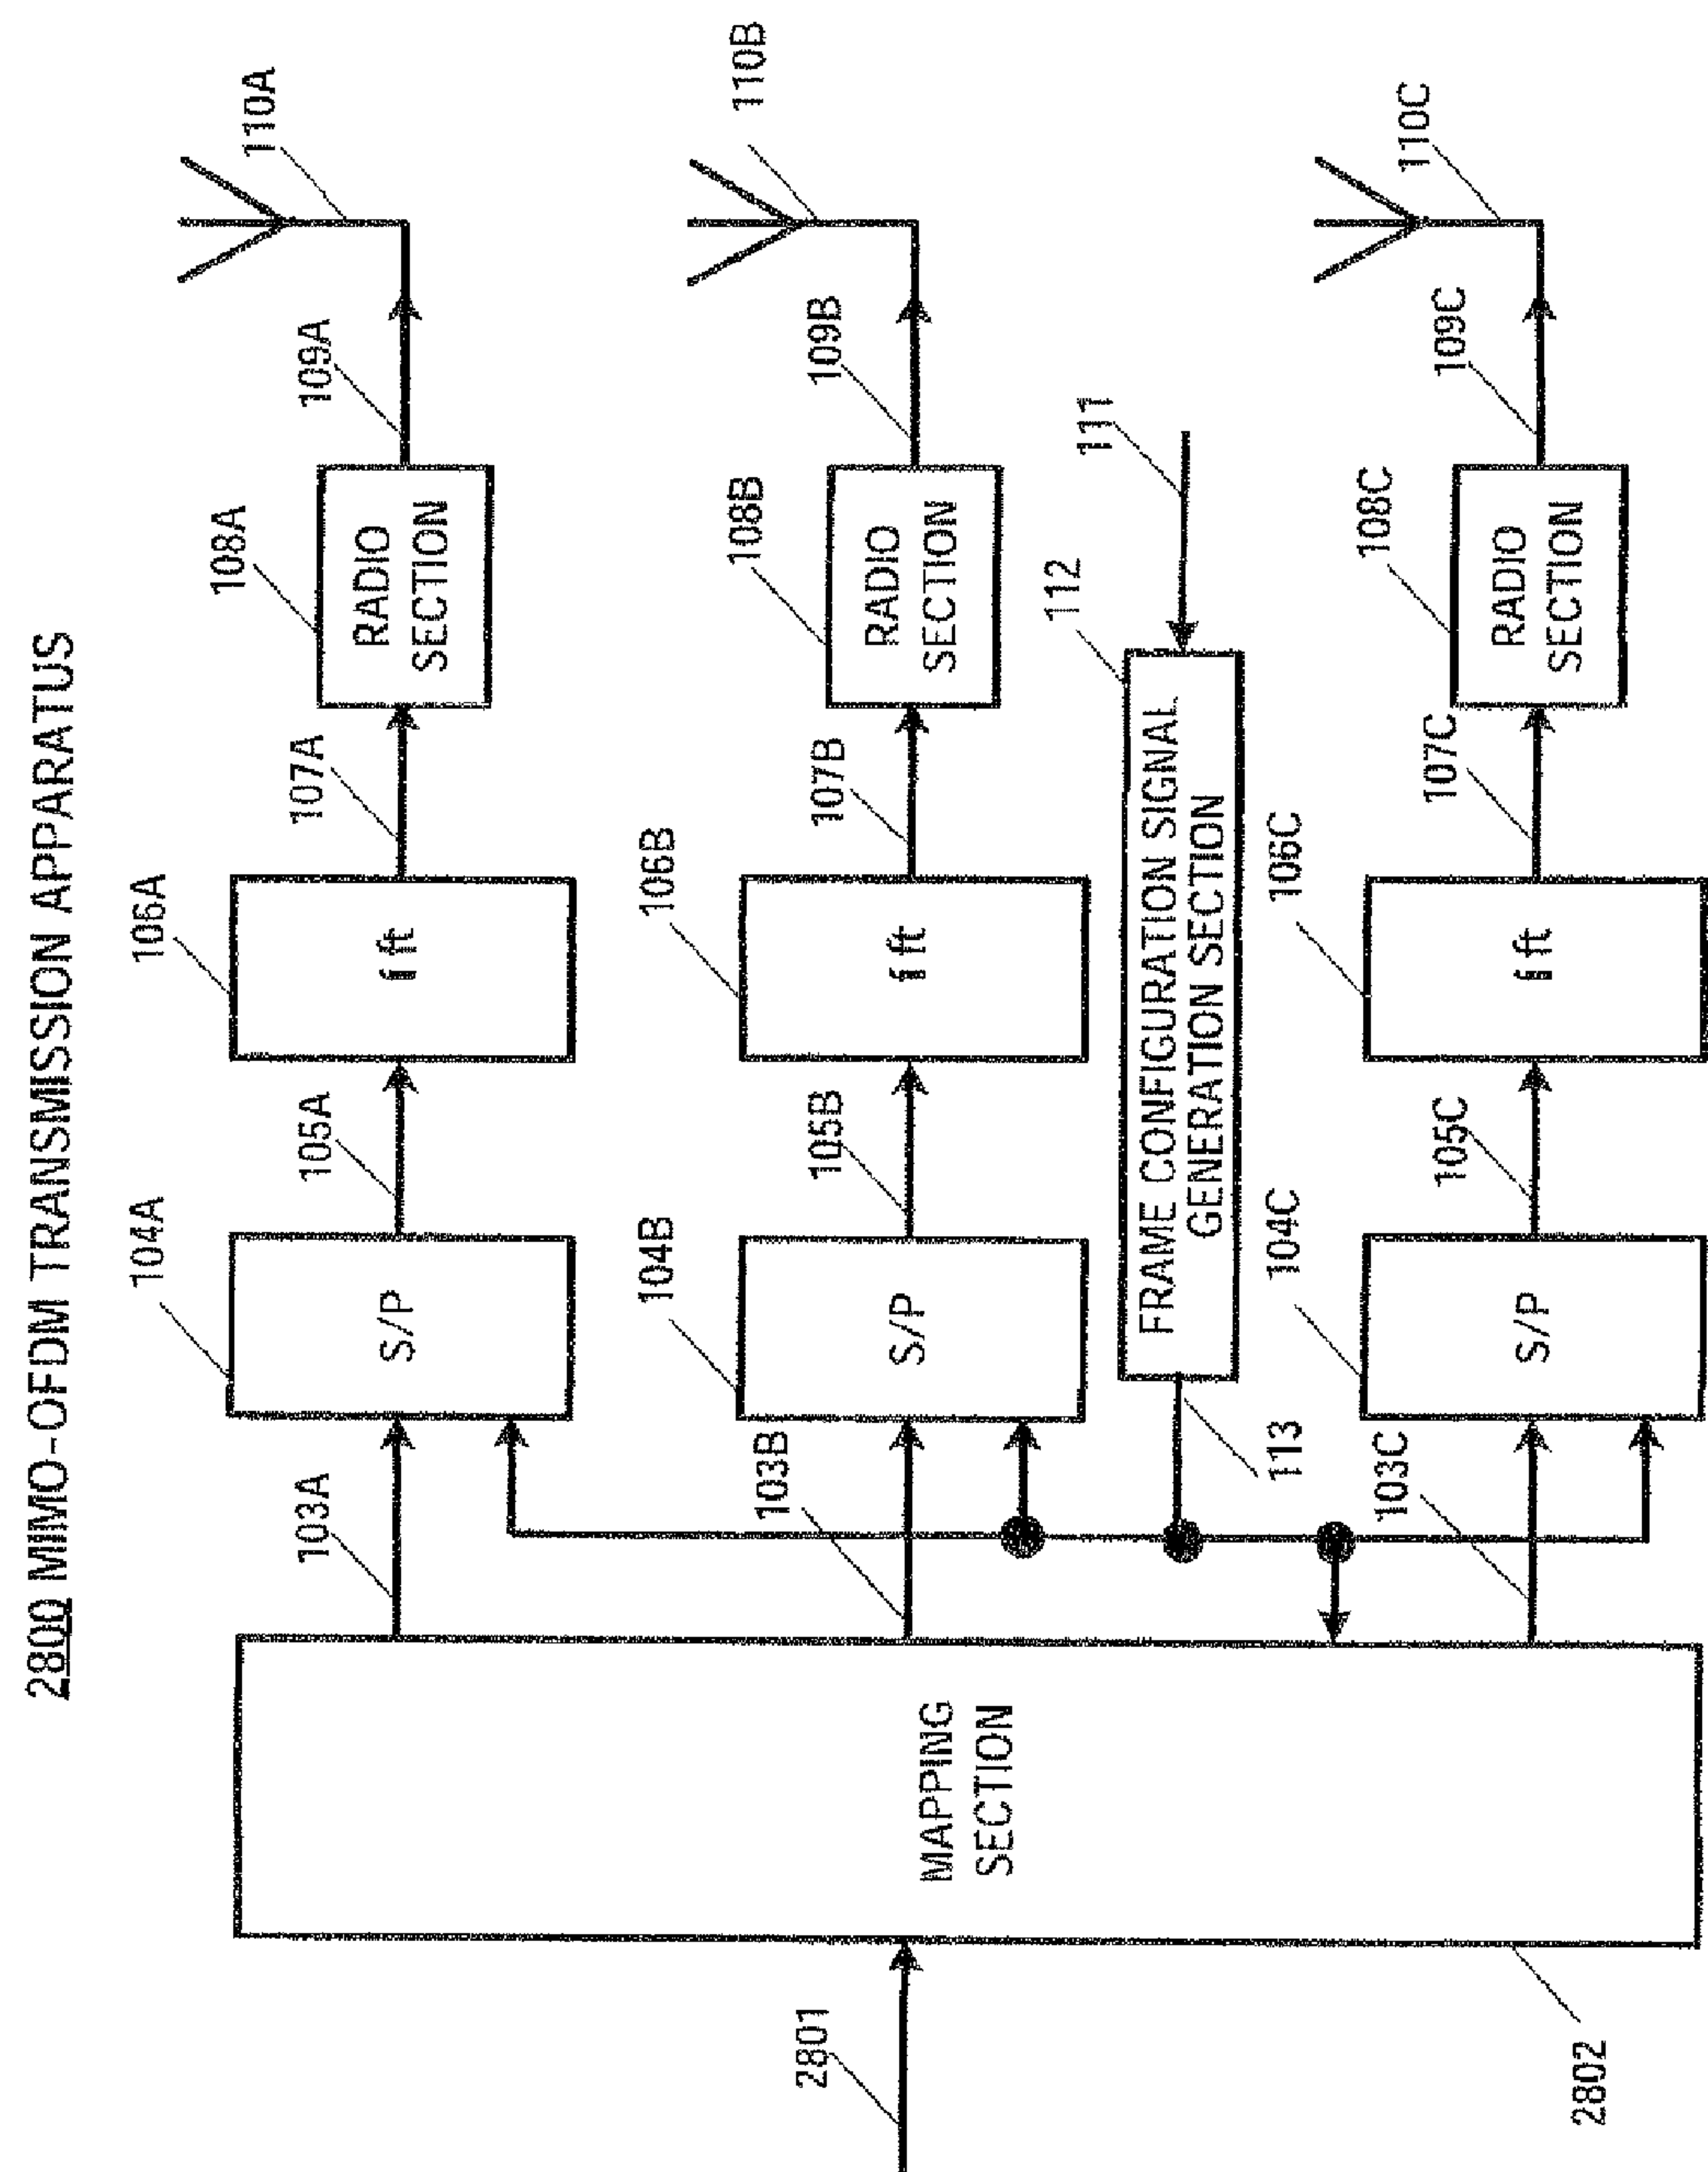 2800 MIMO-OFDM TRANSMISSION APPARATUS
103A
104A
S/P
105A
106A
ifft
107A
108A
RADIO
SECTION
109A
110A
103B
104B
S/P
105B
106B
ifft
107B
108B
RADIO
SECTION
109B
110B
2801
MAPPING
SECTION
2802
113
FRAME CONFIGURATION SIGNAL
GENERATION SECTION
112
111
103C
104C
S/P
105C
106C
ifft
107C
108C
RADIO
SECTION
109C
110C